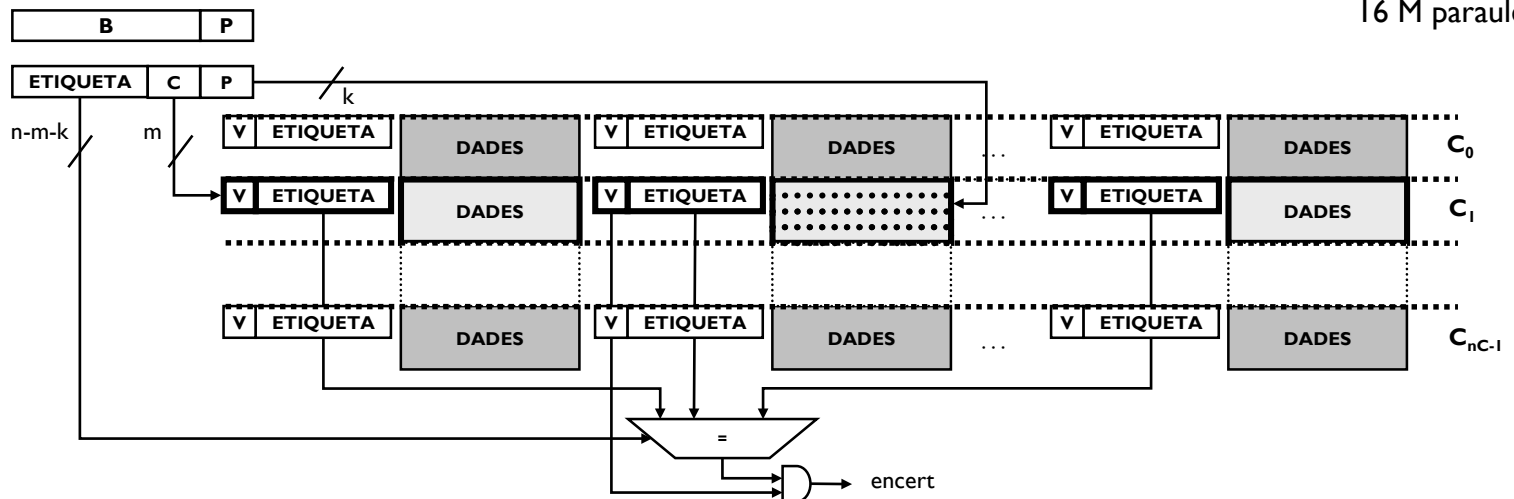 16 M
B P
ETIQUETA C P
k
n-m-k m
V ETIQUETA DADES V ETIQUETA DADES ... V ETIQUETA DADES C0
V ETIQUETA DADES V ETIQUETA ... V ETIQUETA DADES C1
V ETIQUETA DADES V ETIQUETA DADES ... V ETIQUETA DADES CnC-1
=
encert